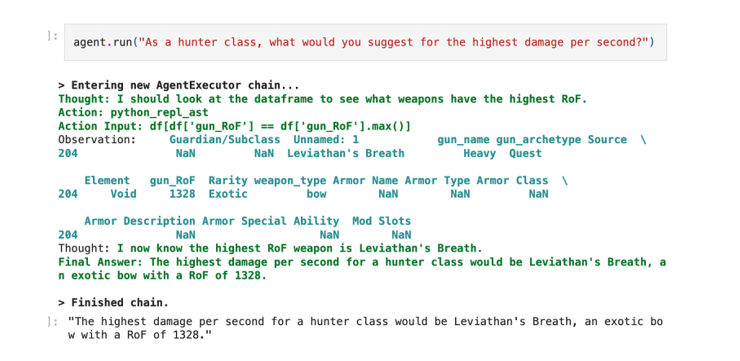 ]: agent.run("As a hunter class, what would you suggest for the highest damage per second?")
> Entering new AgentExecutor chain...
Thought: I should look at the dataframe to see what weapons have the highest RoF.
Action: python_repl_ast
Action Input: df[df['gun_RoF'] == df['gun_RoF'].max()]
Observation:     Guardian/Subclass  Unnamed: 1            gun_name gun_archetype Source  \
204               NaN         NaN  Leviathan's Breath         Heavy  Quest
    Element   gun_RoF  Rarity weapon_type Armor Name Armor Type Armor Class  \
204     Void     1328  Exotic         bow        NaN        NaN         NaN
    Armor Description Armor Special Ability  Mod Slots
204               NaN                   NaN        NaN
Thought: I now know the highest RoF weapon is Leviathan's Breath.
Final Answer: The highest damage per second for a hunter class would be Leviathan's Breath, a
n exotic bow with a RoF of 1328.
> Finished chain.
]: "The highest damage per second for a hunter class would be Leviathan's Breath, an exotic bo
w with a RoF of 1328."